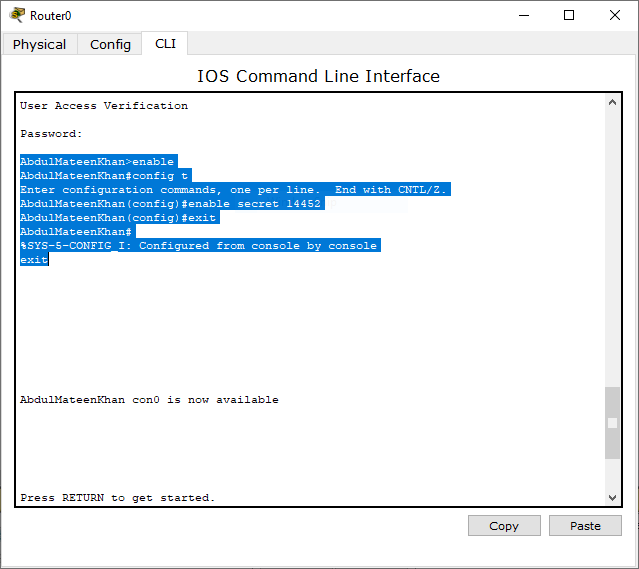 Router0
Physical Config CLI
IOS Command Line Interface
User Access Verification
Password:
AbdulMateenKhan>enable
AbdulMateenKhan#config t
Enter configuration commands, one per line.  End with CNTL/Z.
AbdulMateenKhan(config)#enable secret 14452
AbdulMateenKhan(config)#exit
AbdulMateenKhan#
%SYS-5-CONFIG_I: Configured from console by console
exit
AbdulMateenKhan con0 is now available
Press RETURN to get started.
Copy Paste